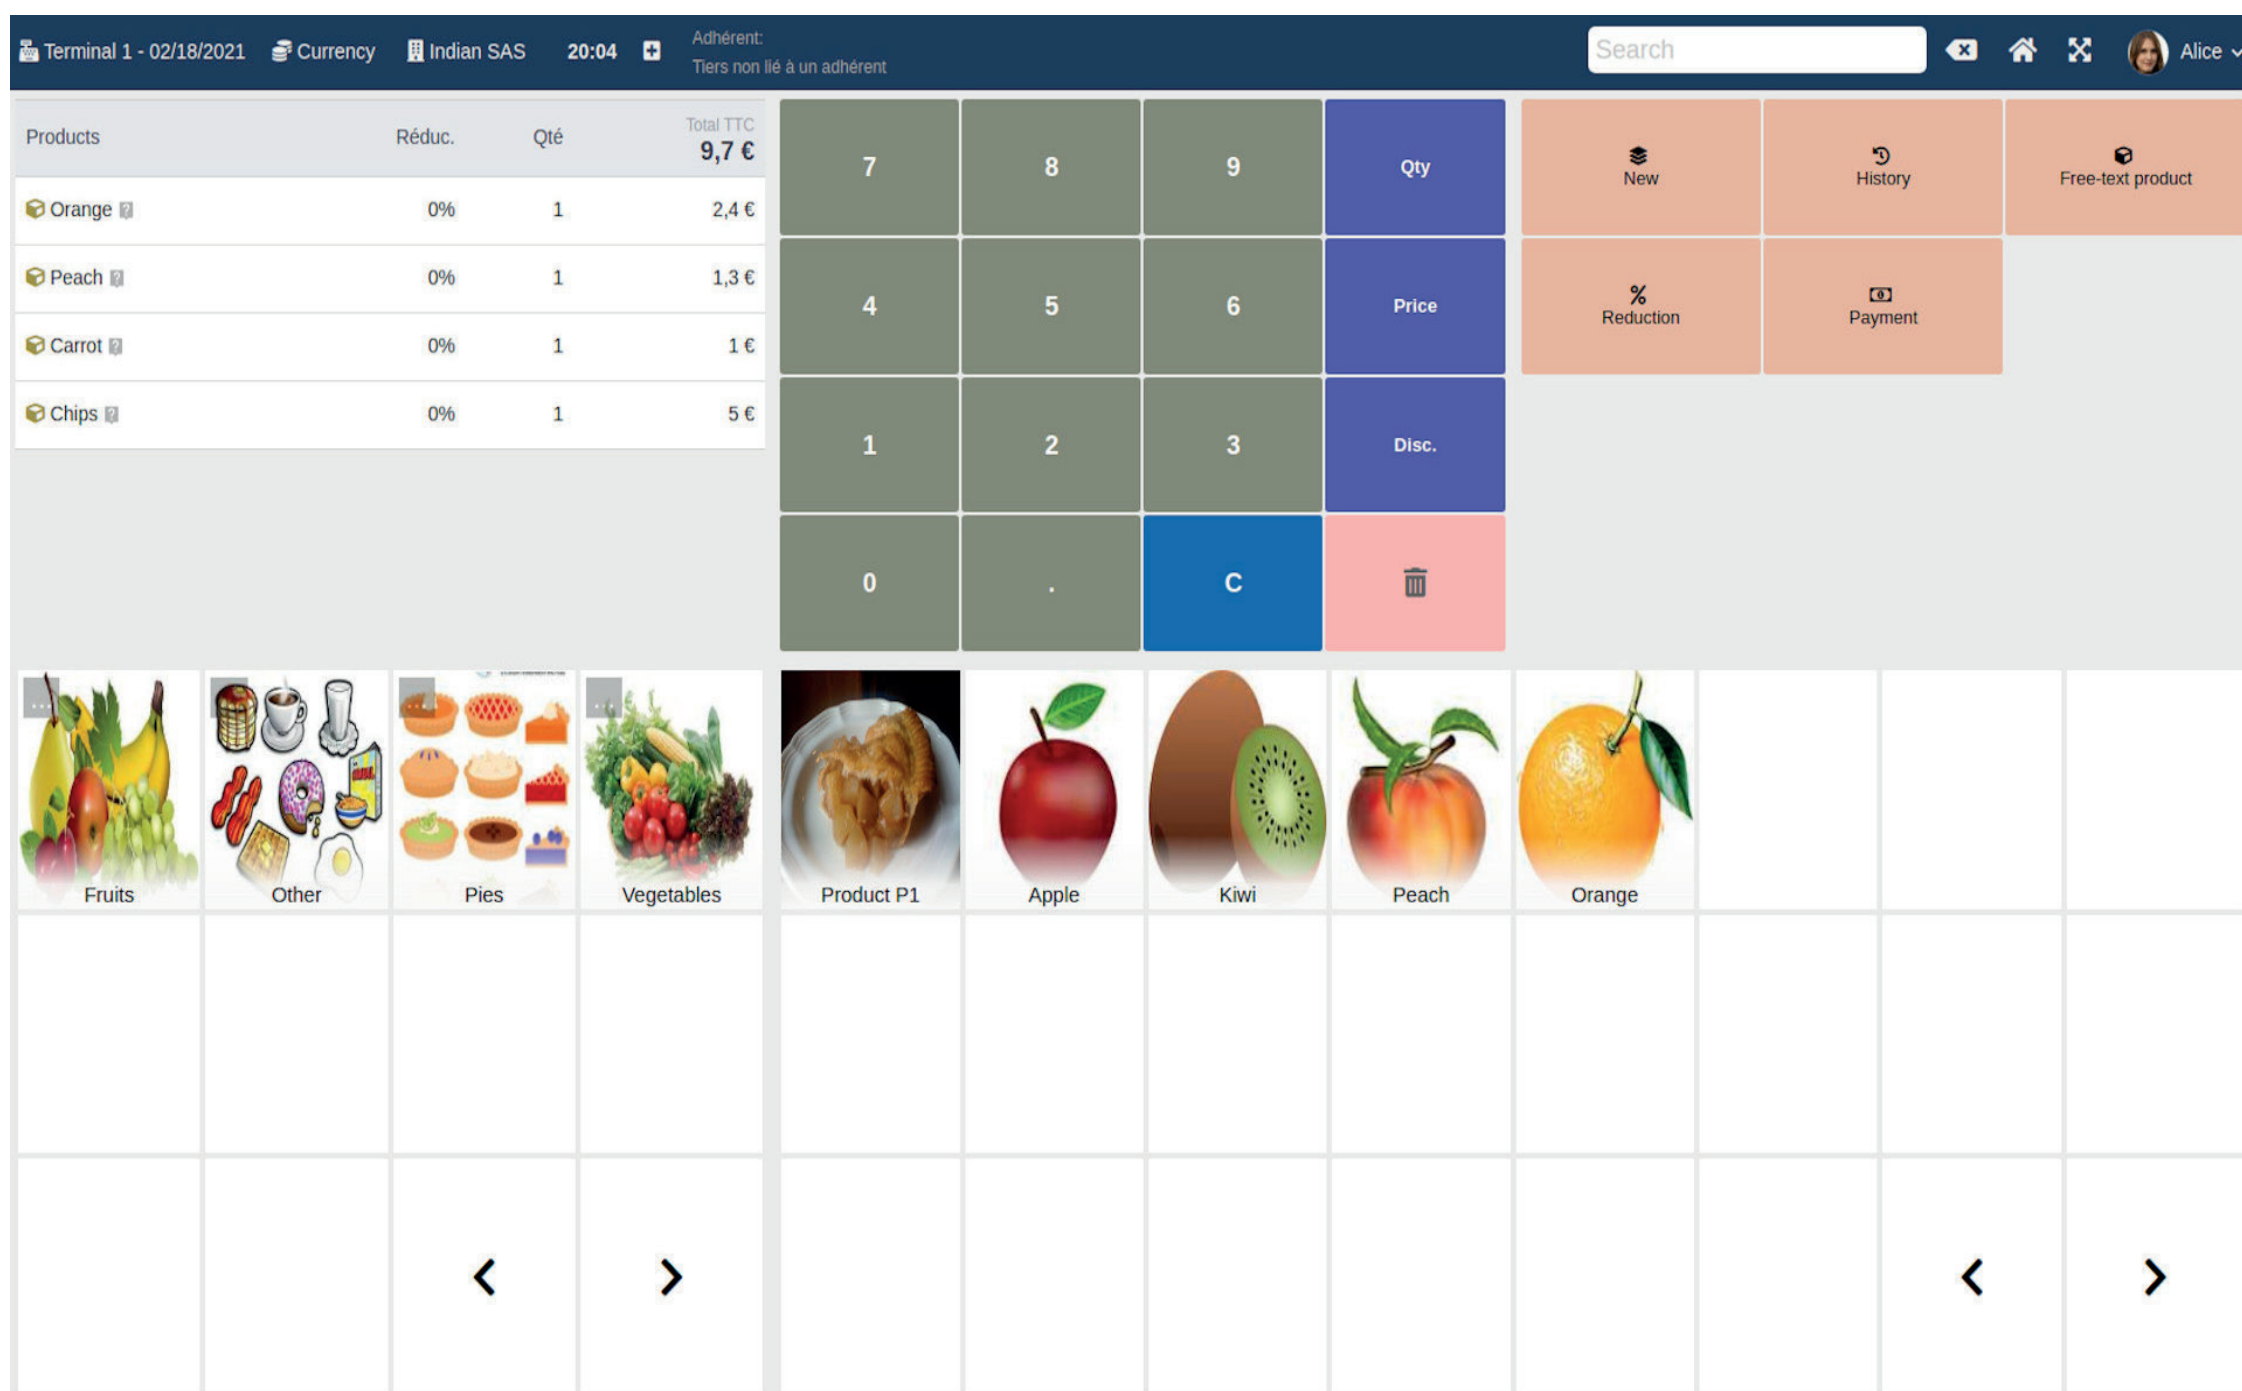 Terminal 1 - 02/18/2021 Currency Indian SAS 20:04 Adhérent:
Tiers non lié à un adhérent
Search
Alice
Products Réduc. Qté Total TTC
9,7 €
Orange 0% 1 2,4 €
Peach 0% 1 1,3 €
Carrot 0% 1 1 €
Chips 0% 1 5 €
7 8 9 Qty
4 5 6 Price
1 2 3 Disc.
0 . C
New History Free-text product
Reduction Payment
Fruits Other Pies Vegetables
Product P1 Apple Kiwi Peach Orange